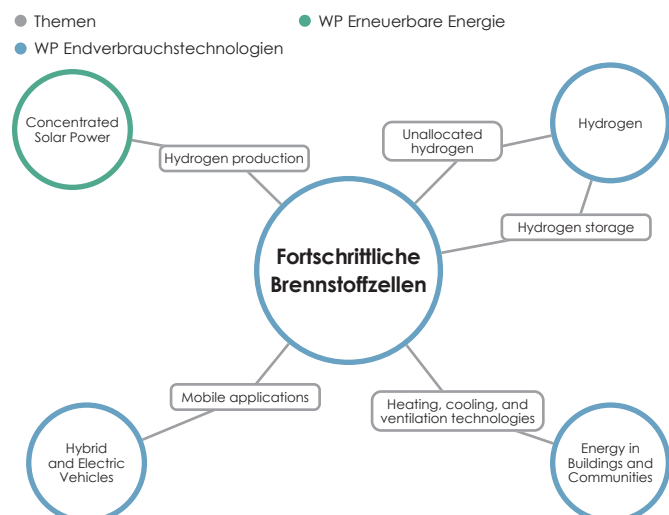 Themen
WP Erneuerbare Energie
WP Endverbrauchstechnologien
Concentrated
Solar Power
Hydrogen production
Unallocated
hydrogen
Hydrogen
Hydrogen storage
Fortschrittliche
Brennstoffzellen
Mobile applications
Heating, cooling, and
ventilation technologies
Hybrid
and Electric
Vehicles
Energy in
Buildings and
Communities